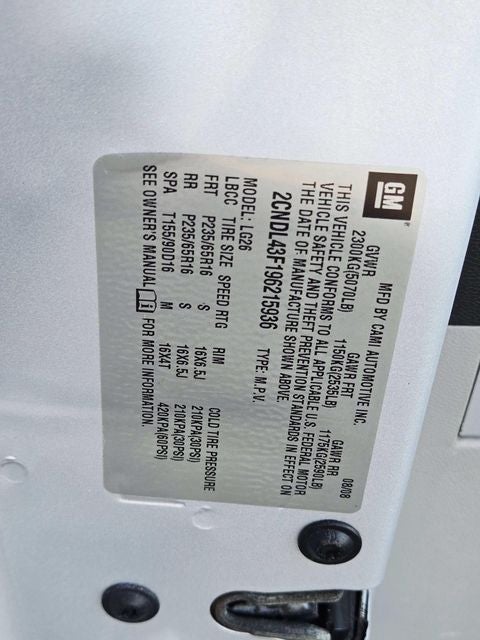 GM
MFD BY CAMI AUTOMOTIVE INC. 08/08
GVWR GAWR FRT GAWR RR
2300KG(5070LB) 1150KG(2535LB) 1175KG(2590LB)
THIS VEHICLE CONFORMS TO ALL APPLICABLE U.S. FEDERAL MOTOR
VEHICLE SAFETY AND THEFT PREVENTION STANDARDS IN EFFECT ON
THE DATE OF MANUFACTURE SHOWN ABOVE.
2CNDL43F196215936 TYPE: M.P.V.
MODEL: LG26
LBCC TIRE SIZE SPEED RTG RIM COLD TIRE PRESSURE
FRT P235/65R16 S 16X6.5J 210KPA(30PSI)
RR P235/65R16 S 16X6.5J 210KPA(30PSI)
SPA T155/90D16 M 16X4T 420KPA(60PSI)
SEE OWNER'S MANUAL FOR MORE INFORMATION.